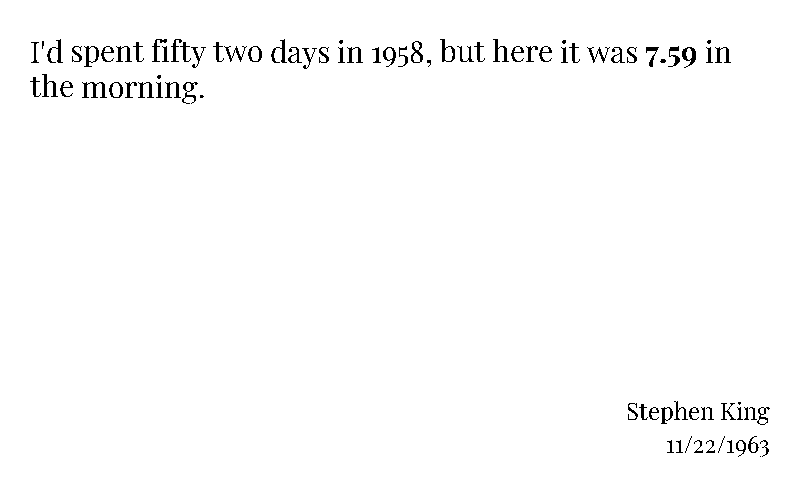 I'd spent fifty two days in 1958, but here it was 7.59 in
the morning.
Stephen King
11/22/1963